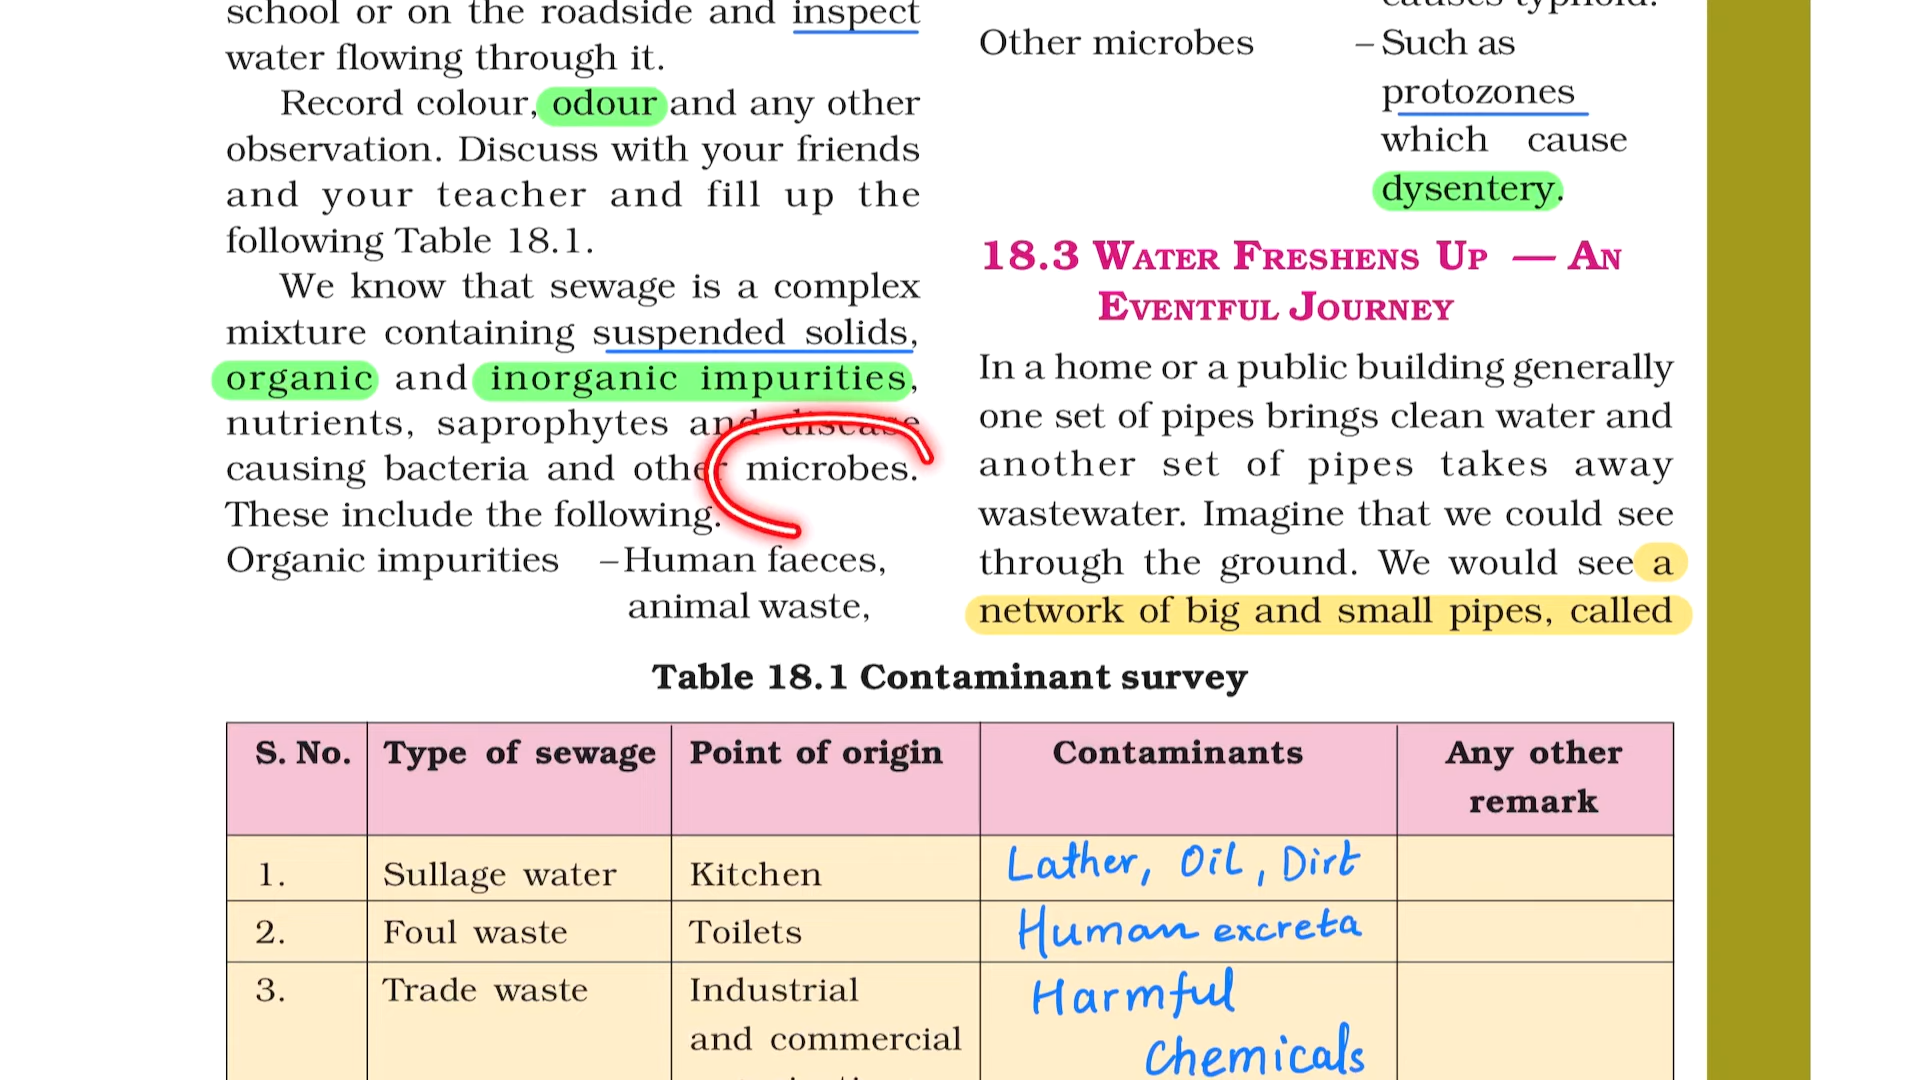 school or on the roadside and inspect
water flowing through it.
Record colour, odour and any other
observation. Discuss with your friends
and your teacher and fill up the
following Table 18.1.
We know that sewage is a complex
mixture containing suspended solids,
organic and inorganic impurities,
nutrients, saprophytes and disease
causing bacteria and other microbes.
These include the following.
Organic impurities – Human faeces,
animal waste,
causes typhoid.
Other microbes – Such as
protozones
which cause
dysentery.
18.3 WATER FRESHENS UP — AN
EVENTFUL JOURNEY
In a home or a public building generally
one set of pipes brings clean water and
another set of pipes takes away
wastewater. Imagine that we could see
through the ground. We would see a
network of big and small pipes, called
Table 18.1 Contaminant survey
S. No. Type of sewage Point of origin Contaminants Any other
remark
1. Sullage water Kitchen Lather, Oil, Dirt
2. Foul waste Toilets Human excreta
3. Trade waste Industrial Harmful
and commercial Chemicals